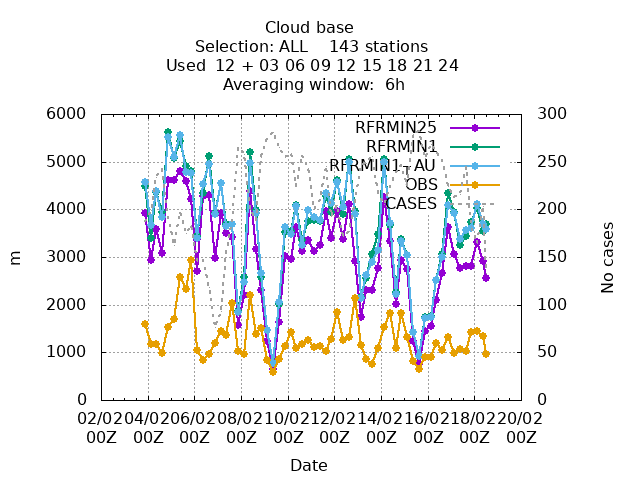 Cloud base
Selection: ALL 143 stations
Used 12 + 03 06 09 12 15 18 21 24
Averaging window: 6h
6000
5000
4000
3000
2000
1000
0
m
300
250
200
150
100
50
0
No cases
RFRMIN25
RFRMIN1
RFRMIN1+AU
OBS
CASES
02/02 04/02 06/02 08/02 10/02 12/02 14/02 16/02 18/02 20/02
00Z 00Z 00Z 00Z 00Z 00Z 00Z 00Z 00Z 00Z
Date